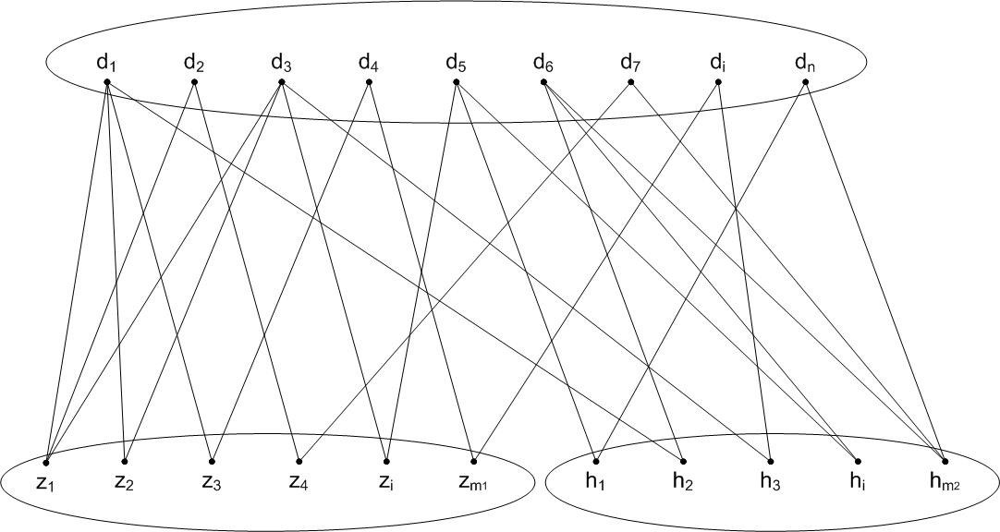 d1 d2 d3 d4 d5 d6 d7 di dn
z1 z2 z3 z4 zi zm1 h1 h2 h3 hi hm2